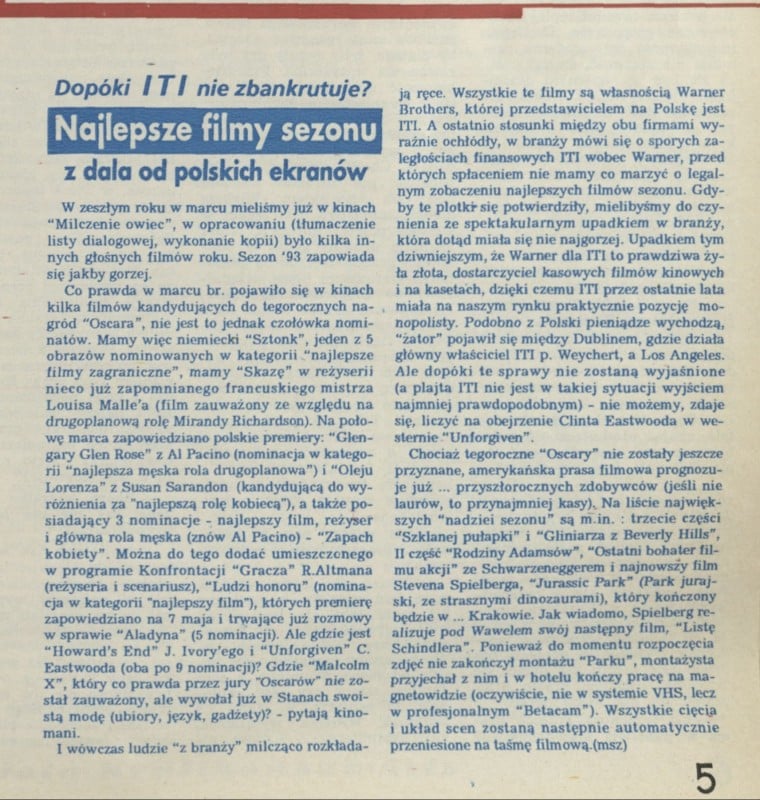 Dopóki ITI nie zbankrutuje?
Najlepsze filmy sezonu
z dala od polskich ekranów
W zeszłym roku w marcu mieliśmy już w kinach
"Milczenie owiec", w opracowaniu (tłumaczenie
listy dialogowej, wykonanie kopii) było kilka in-
nych głośnych filmów roku. Sezon '93 zapowiada
się jakby gorzej.
Co prawda w marcu br. pojawiło się w kinach
kilka filmów kandydujących do tegorocznych na-
gród "Oscara", nie jest to jednak czołówka nomi-
natów. Mamy więc niemiecki "Sztonk", jeden z 5
obrazów nominowanych w kategorii "najlepsze
filmy zagraniczne", mamy "Skazę" w reżyserii
nieco już zapomnianego francuskiego mistrza
Louisa Malle'a (film zauważony ze względu na
drugoplanową rolę Mirandy Richardson). Na poło-
wę marca zapowiedziano polskie premiery: "Glen-
gary Glen Rose" z Al Pacino (nominacja w katego-
rii "najlepsza męska rola drugoplanowa") i "Oleju
Lorenza" z Susan Sarandon (kandydującą do wy-
różnienia za "najlepszą rolę kobiecą"), a także po-
siadający 3 nominacje - najlepszy film, reżyser
i główna rola męska (znów Al Pacino) - "Zapach
kobiety". Można do tego dodać umieszczonego
w programie Konfrontacji "Gracza" R.Altmana
(reżyseria i scenariusz), "Ludzi honoru" (nomina-
cja w kategorii "najlepszy film"), których premierę
zapowiedziano na 7 maja i trwające już rozmowy
w sprawie "Aladyna" (5 nominacji). Ale gdzie jest
"Howard's End" J. Ivory'ego i "Unforgiven" C.
Eastwooda (oba po 9 nominacji)? Gdzie "Malcolm
X", który co prawda przez jury "Oscarów" nie zo-
stał zauważony, ale wywołał już w Stanach swoi-
stą modę (ubiory, język, gadżety)? - pytają kino-
mani.
I wówczas ludzie "z branży" milcząco rozkłada-
ją ręce. Wszystkie te filmy są własnością Warner
Brothers, której przedstawicielem na Polskę jest
ITI. A ostatnio stosunki między obu firmami wy-
raźnie ochłódły, w branży mówi się o sporych za-
ległościach finansowych ITI wobec Warner, przed
których spłaceniem nie mamy co marzyć o legal-
nym zobaczeniu najlepszych filmów sezonu. Gdy-
by te plotki się potwierdziły, mielibyśmy do czy-
nienia ze spektakularnym upadkiem w branży,
która dotąd miała się nie najgorzej. Upadkiem tym
dziwniejszym, że Warner dla ITI to prawdziwa ży-
ła złota, dostarczyciel kasowych filmów kinowych
i na kasetach, dzięki czemu ITI przez ostatnie lata
miała na naszym rynku praktycznie pozycję mo-
nopolisty. Podobno z Polski pieniądze wychodzą,
"zator" pojawił się między Dublinem, gdzie działa
główny właściciel ITI p. Weychert, a Los Angeles.
Ale dopóki te sprawy nie zostaną wyjaśnione
(a plajta ITI nie jest w takiej sytuacji wyjściem
najmniej prawdopodobnym) - nie możemy, zdaje
się, liczyć na obejrzenie Clinta Eastwooda w we-
sternie "Unforgiven".
Chociaż tegoroczne "Oscary" nie zostały jeszcze
przyznane, amerykańska prasa filmowa prognozu-
je już ... przyszłorocznych zdobywców (jeśli nie
laurów, to przynajmniej kasy). Na liście najwięk-
szych "nadziei sezonu" są m.in. : trzecie części
"Szklanej pułapki" i "Gliniarza z Beverly Hills",
II część "Rodziny Adamsów", "Ostatni bohater fil-
mu akcji" ze Schwarzeneggerem i najnowszy film
Stevena Spielberga, "Jurassic Park" (Park juraj-
ski, ze strasznymi dinozaurami), który kończony
będzie w ... Krakowie. Jak wiadomo, Spielberg re-
alizuje pod Wawelem swój następny film, "Listę
Schindlera". Ponieważ do momentu rozpoczęcia
zdjęć nie zakończył montażu "Parku", montażysta
przyjechał z nim i w hotelu kończy pracę na ma-
gnetowidzie (oczywiście, nie w systemie VHS, lecz
w profesjonalnym "Betacam"). Wszystkie cięcia
i układ scen zostaną następnie automatycznie
przeniesione na taśmę filmową.(msz)
5